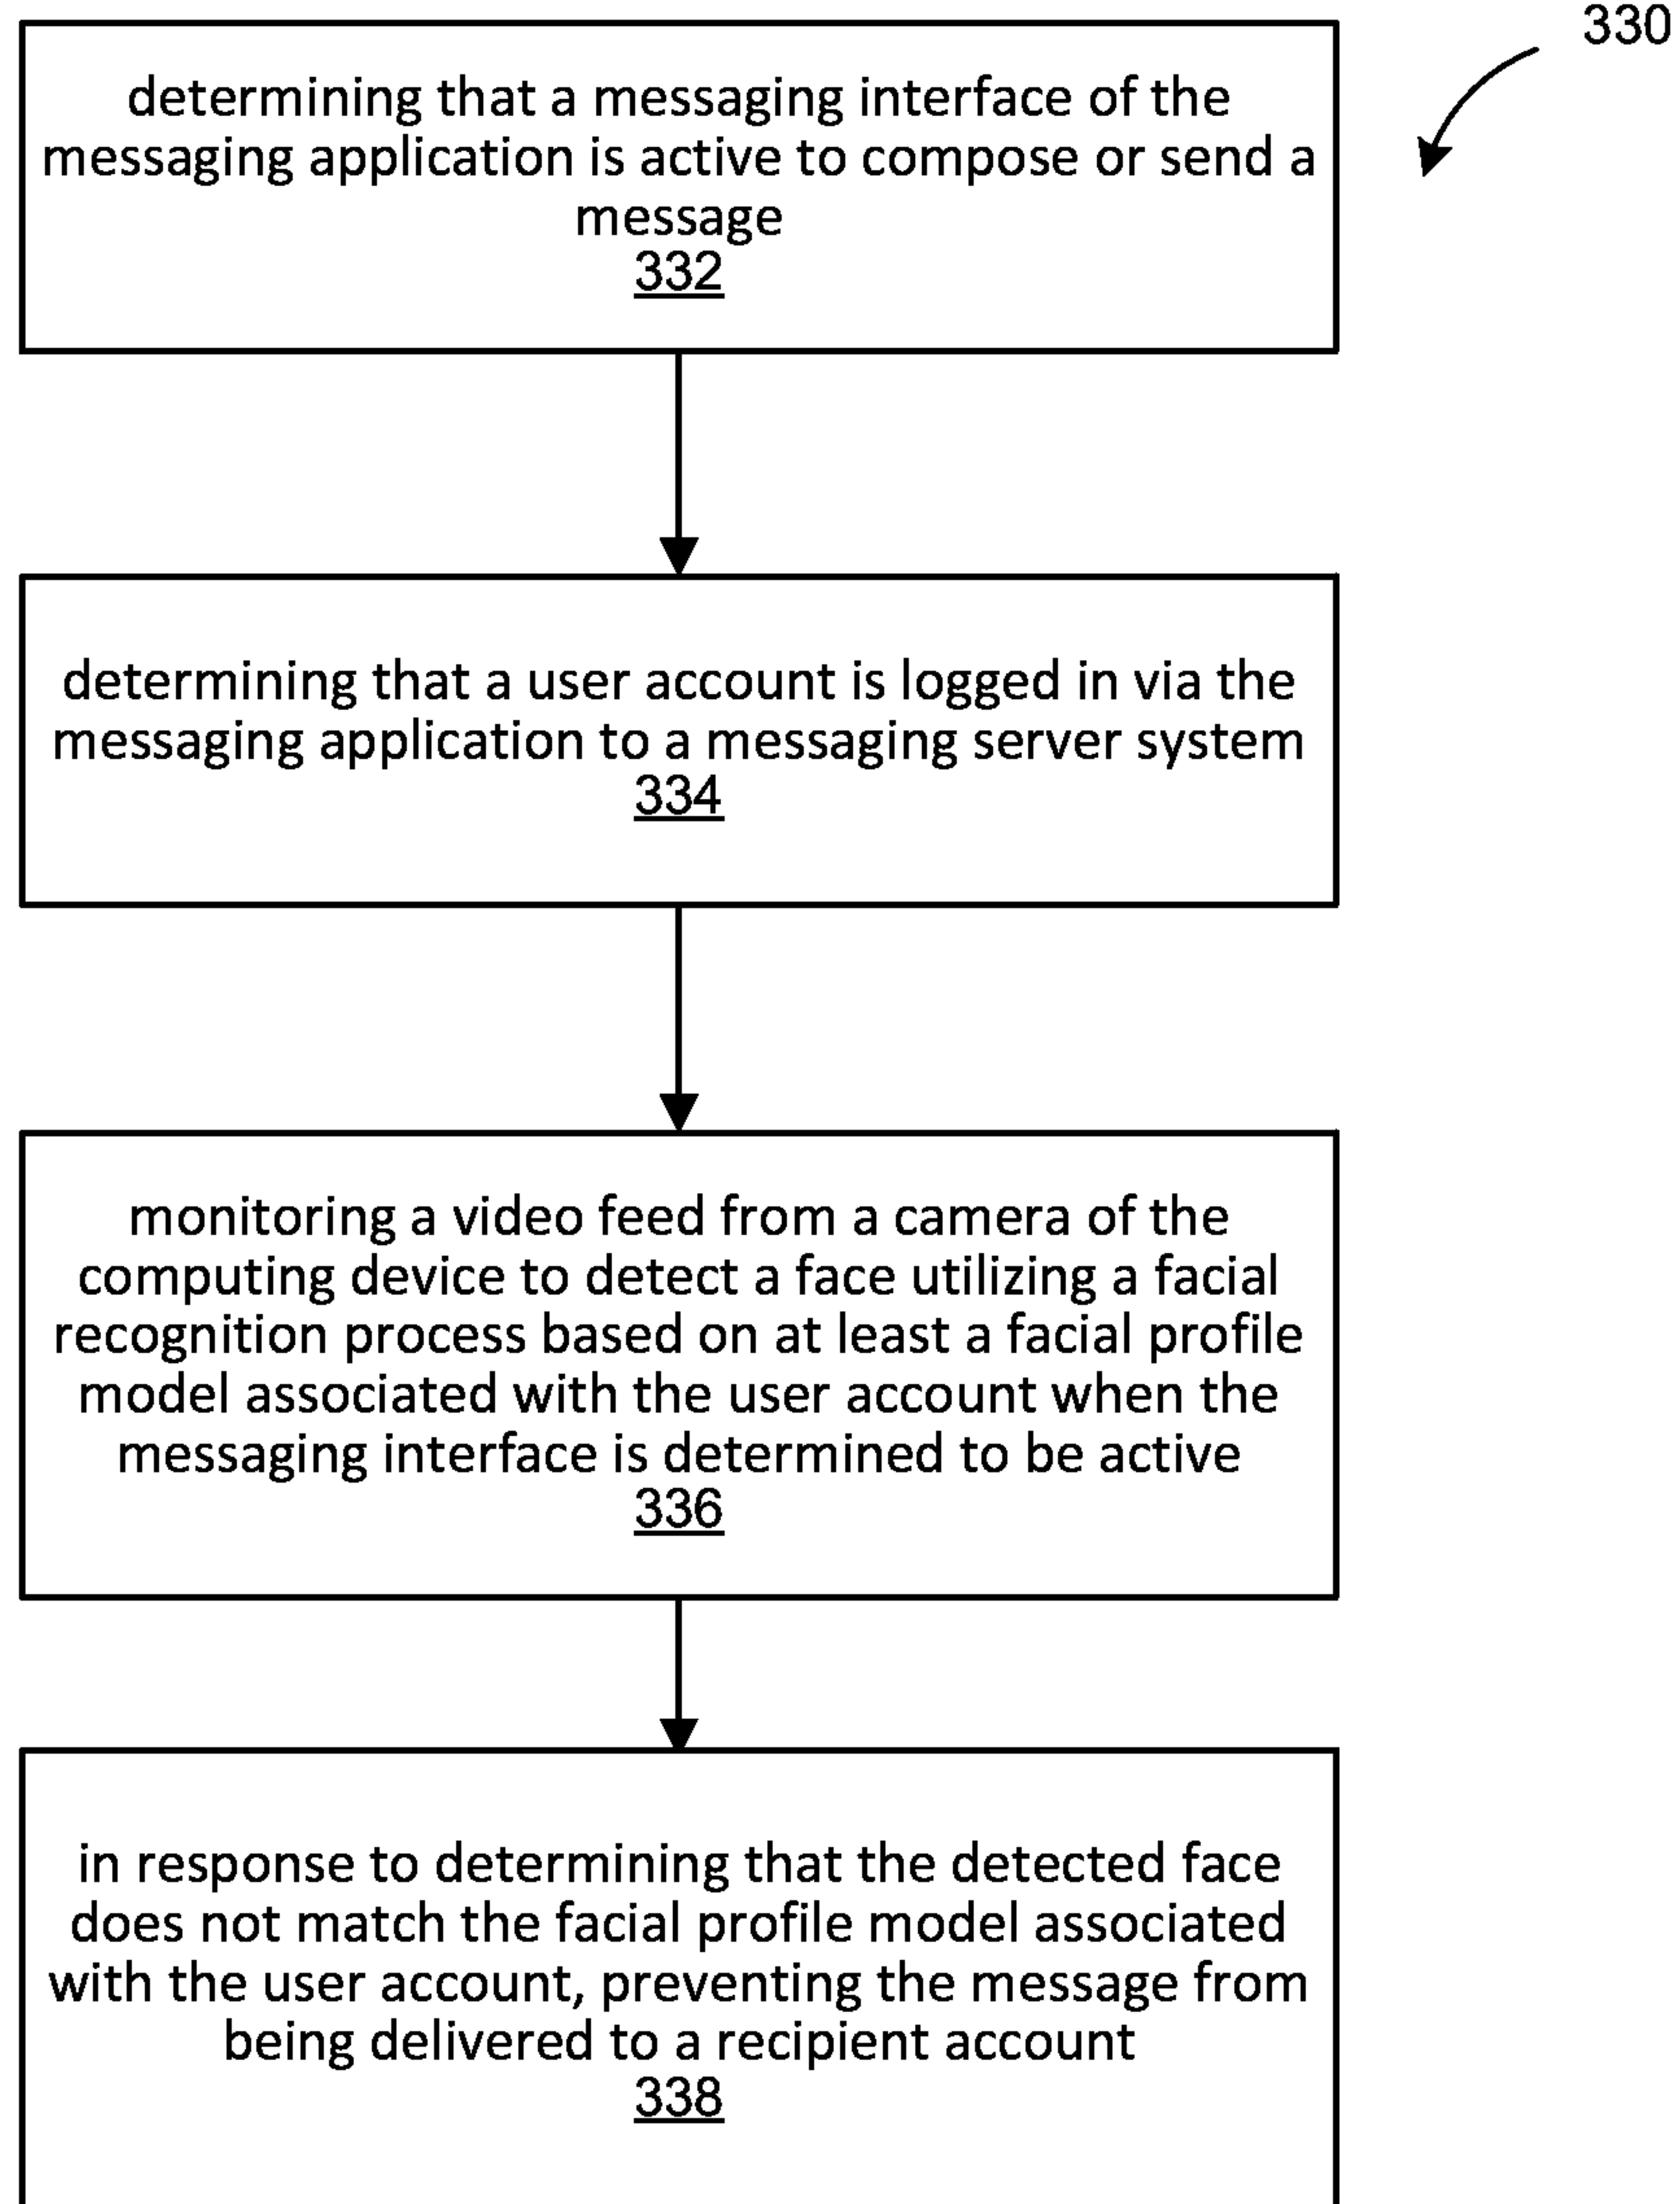 330
determining that a messaging interface of the
messaging application is active to compose or send a
message
332
determining that a user account is logged in via the
messaging application to a messaging server system
334
monitoring a video feed from a camera of the
computing device to detect a face utilizing a facial
recognition process based on at least a facial profile
model associated with the user account when the
messaging interface is determined to be active
336
in response to determining that the detected face
does not match the facial profile model associated
with the user account, preventing the message from
being delivered to a recipient account
338